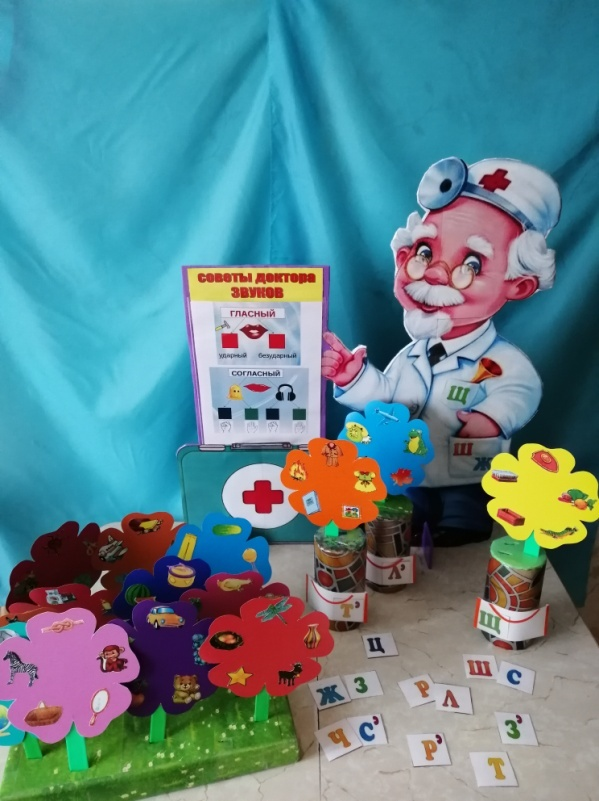 советы доктора
ЗВУКОВ
ГЛАСНЫЙ
ударный безударный
СОГЛАСНЫЙ
Щ
Ш
Ж
Т'
Л'
Щ
Ц
Ж
З
Р
Л
Ш
С
Ч
С'
Р'
З'
Т